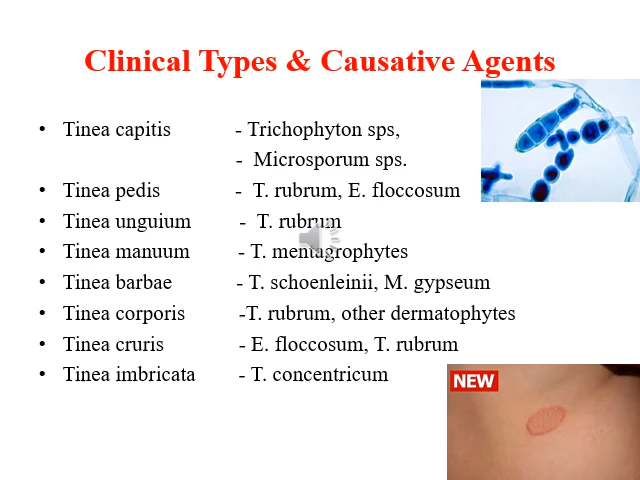 Clinical Types & Causative Agents
• Tinea capitis - Trichophyton sps,
- Microsporum sps.
• Tinea pedis - T. rubrum, E. floccosum
• Tinea unguium - T. rubrum
• Tinea manuum - T. mentagrophytes
• Tinea barbae - T. schoenleinii, M. gypseum
• Tinea corporis -T. rubrum, other dermatophytes
• Tinea cruris - E. floccosum, T. rubrum
• Tinea imbricata - T. concentricum
NEW